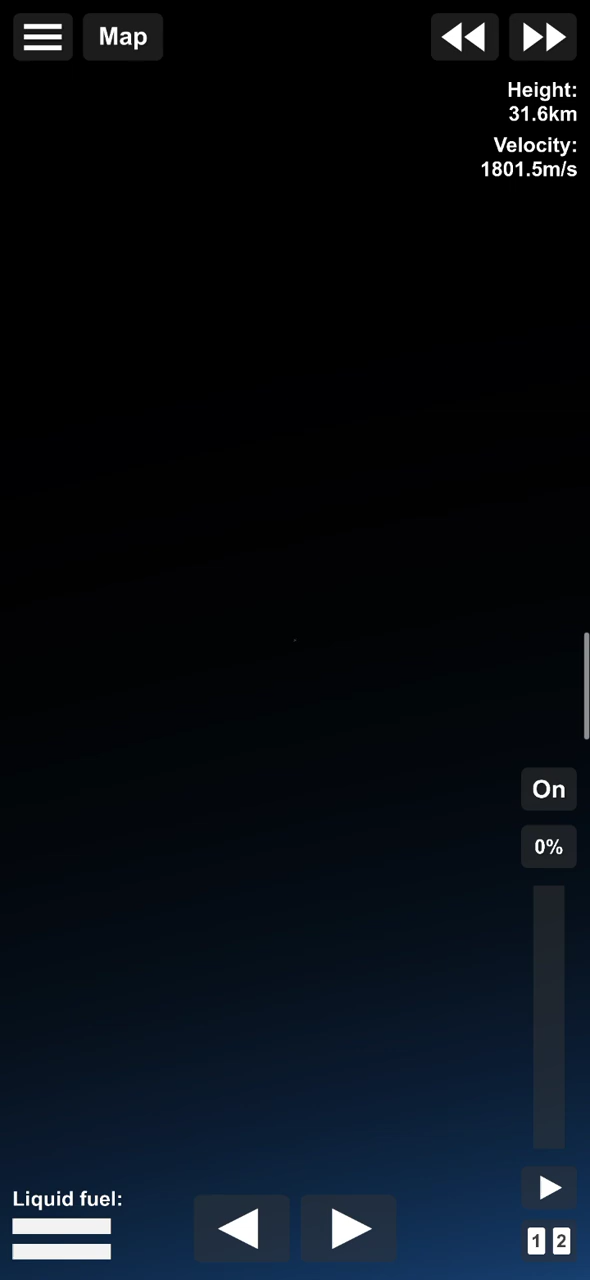 Map
Height:
31.6km
Velocity:
1801.5m/s
On
0%
Liquid fuel:
1 2